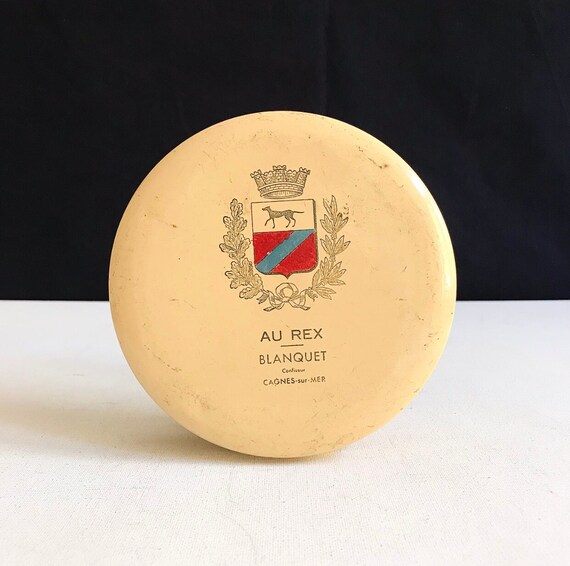 AU REX
BLANQUET
Confiseur
CAGNES-sur-MER